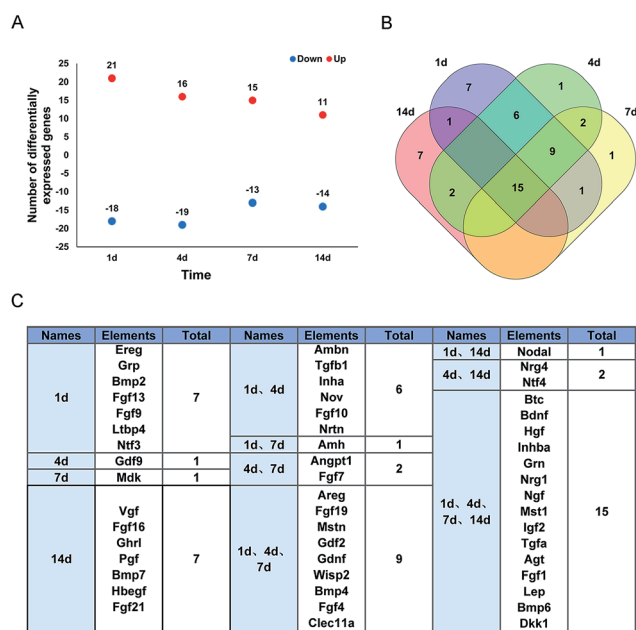 A
Down Up
Number of differentially
expressed genes
25
20
15
10
5
0
-5
-10
-15
-20
-25
21
16
15
11
-18
-19
-13
-14
1d
4d
7d
14d
Time
B
1d
4d
14d
7d
7
1
6
1
2
7
9
1
2
15
1
C
Names Elements Total
1d
Ereg
Grp
Bmp2
Fgf13
Fgf9
Ltbp4
Ntf3
7
4d Gdf9 1
7d Mdk 1
14d
Vgf
Fgf16
Ghrl
Pgf
Bmp7
Hbegf
Fgf21
7
Names Elements Total
1d、4d
Ambn
Tgfb1
Inha
Nov
Fgf10
Nrtn
6
1d、7d Amh 1
4d、7d
Angpt1
Fgf7
2
1d、4d、
7d
Areg
Fgf19
Mstn
Gdf2
Gdnf
Wisp2
Bmp4
Fgf4
Clec11a
9
Names Elements Total
1d、14d Nodal 1
4d、14d
Nrg4
Ntf4
2
1d、4d、
7d、14d
Btc
Bdnf
Hgf
Inhba
Grn
Nrg1
Ngf
Mst1
Igf2
Tgfa
Agt
Fgf1
Lep
Bmp6
Dkk1
15